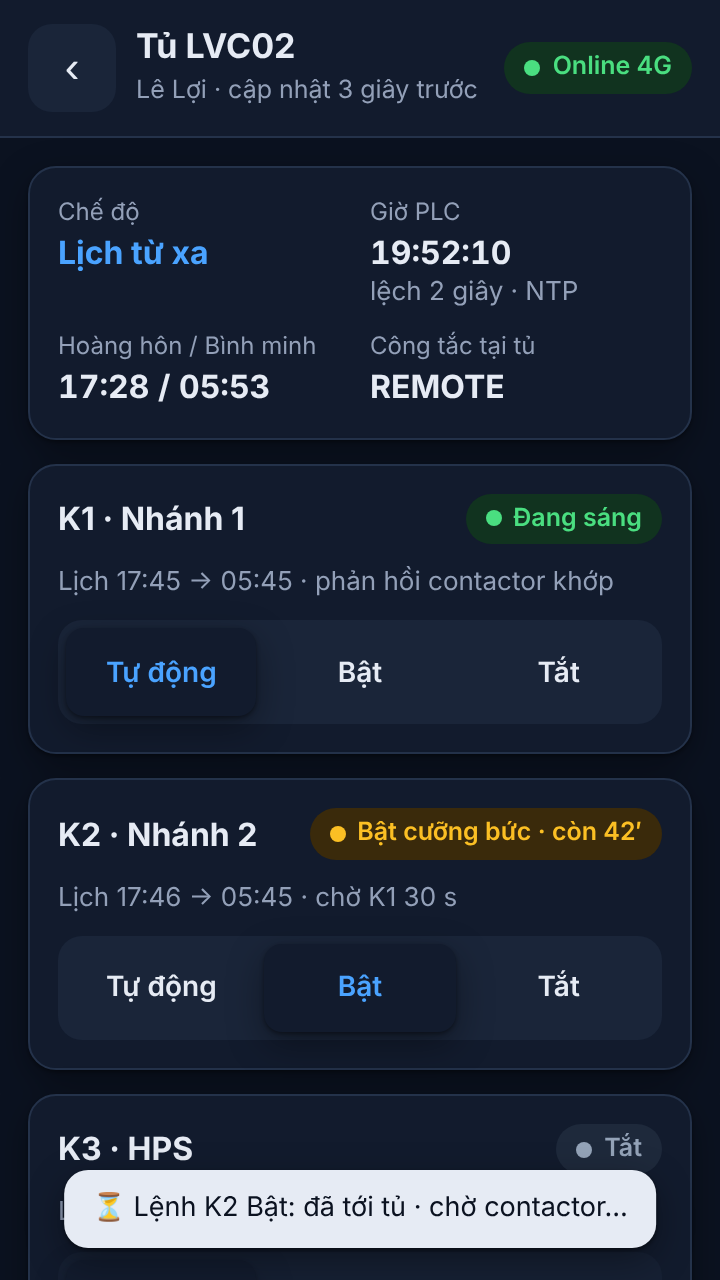 ‹
Tủ LVC02
Lê Lợi · cập nhật 3 giây trước
Online 4G
Chế độ
Lịch từ xa
Giờ PLC
19:52:10
lệch 2 giây · NTP
Hoàng hôn / Bình minh
17:28 / 05:53
Công tắc tại tủ
REMOTE
K1 · Nhánh 1
Đang sáng
Lịch 17:45 → 05:45 · phản hồi contactor khớp
Tự động
Bật
Tắt
K2 · Nhánh 2
Bật cưỡng bức · còn 42′
Lịch 17:46 → 05:45 · chờ K1 30 s
Tự động
Bật
Tắt
K3 · HPS
Tắt
⏳ Lệnh K2 Bật: đã tới tủ · chờ contactor…